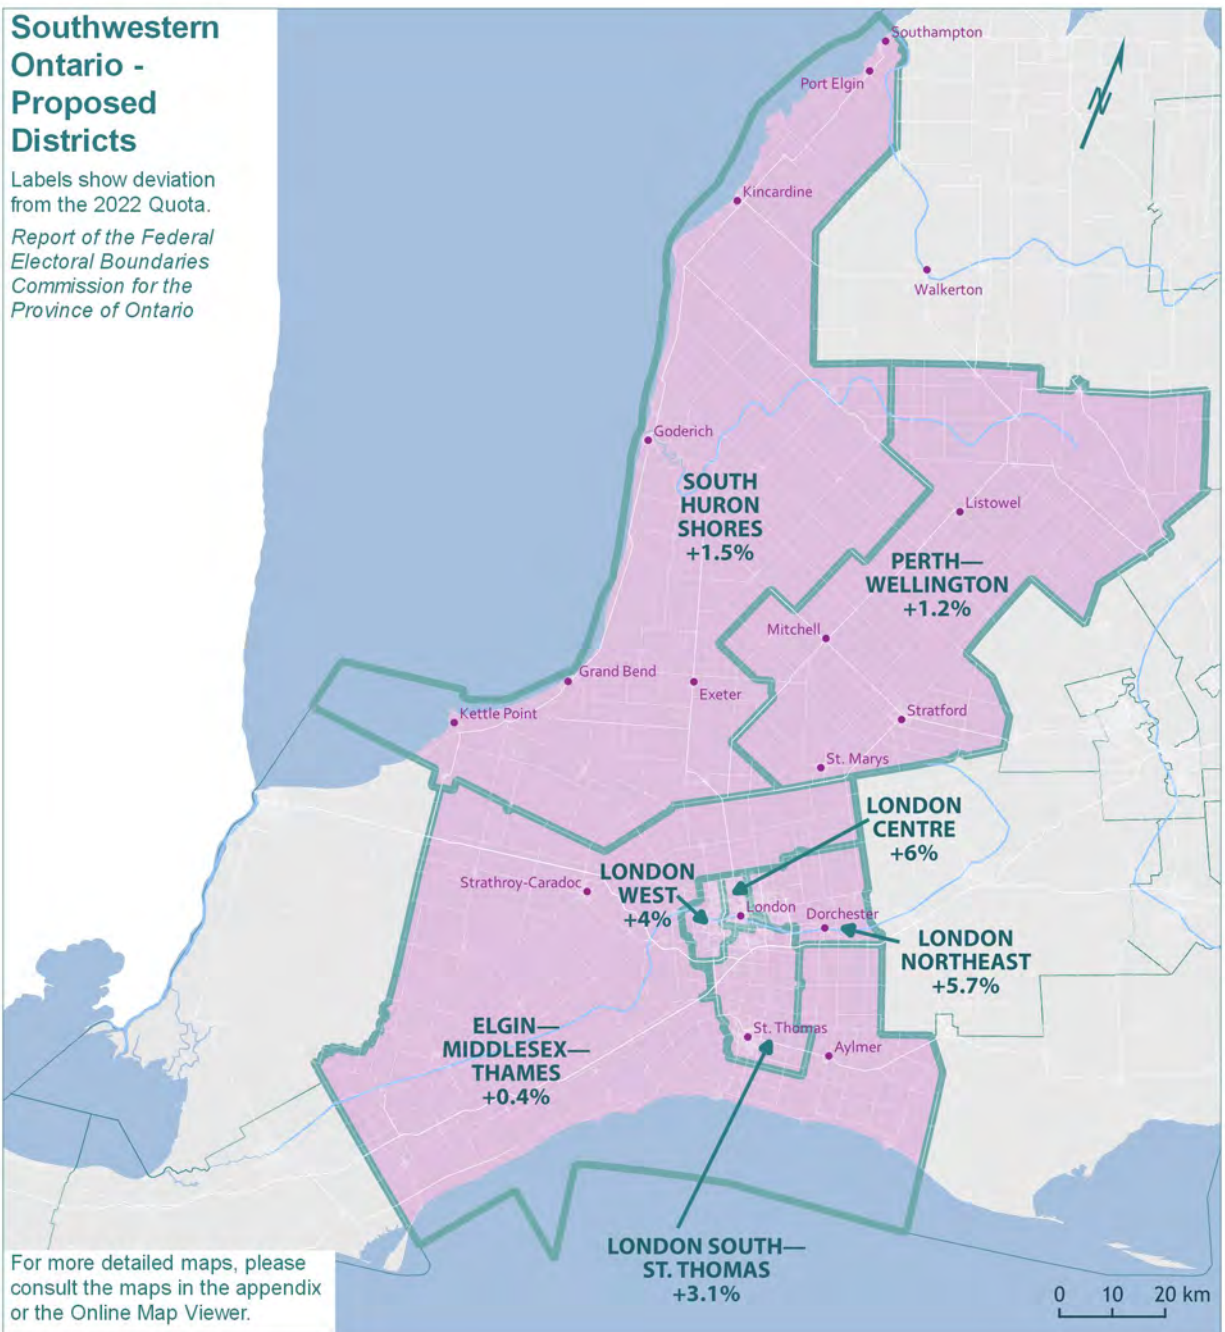 Southwestern
Ontario -
Proposed
Districts
Labels show deviation
from the 2022 Quota.
Report of the Federal
Electoral Boundaries
Commission for the
Province of Ontario
Southampton
Port Elgin
N
Kincardine
Walkerton
Goderich
SOUTH
HURON
SHORES
+1.5%
Listowel
PERTH—
WELLINGTON
+1.2%
Mitchell
Grand Bend
Exeter
Kettle Point
Stratford
St. Marys
LONDON
CENTRE
+6%
LONDON
WEST
+4%
Strathroy-Caradoc
London
Dorchester
LONDON
NORTHEAST
+5.7%
ELGIN—
MIDDLESEX—
THAMES
+0.4%
St. Thomas
Aylmer
LONDON SOUTH—
ST. THOMAS
+3.1%
For more detailed maps, please
consult the maps in the appendix
or the Online Map Viewer.
0 10 20 km